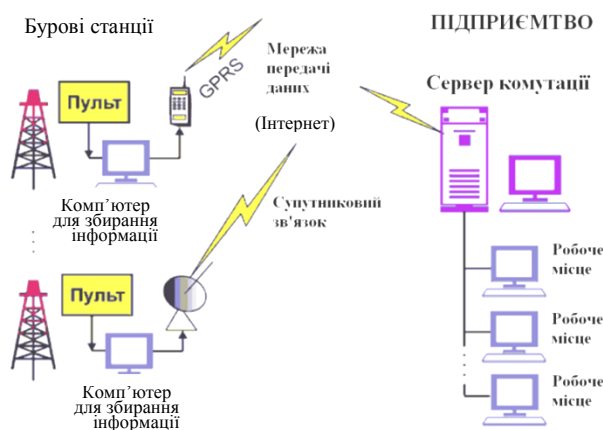 Бурові станції
Пульт
Комп’ютер
для збирання
інформації
GPRS
Мережа
передачі
даних
(Інтернет)
Супутниковий
зв'язок
Пульт
Комп’ютер
для збирання
інформації
ПІДПРИЄМТВО
Сервер комутації
Робоче
місце
Робоче
місце
Робоче
місце